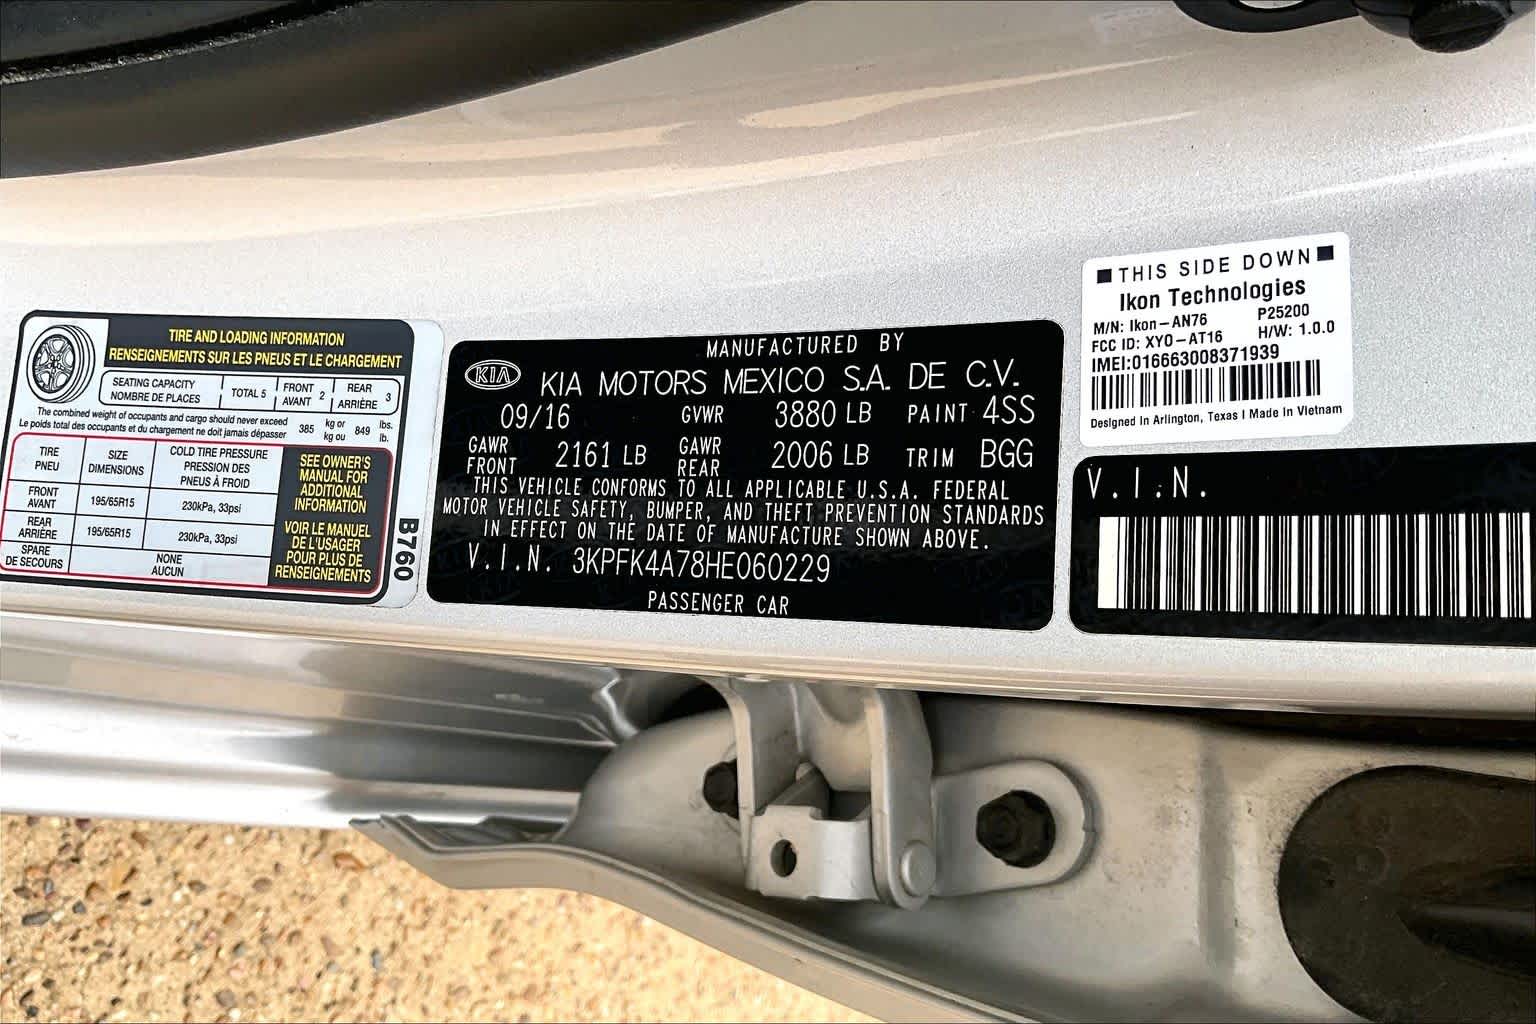 TIRE AND LOADING INFORMATION
RENSEIGNEMENTS SUR LES PNEUS ET LE CHARGEMENT
SEATING CAPACITY
NOMBRE DE PLACES
TOTAL 5
FRONT
AVANT 2
REAR
ARRIÈRE 3
The combined weight of occupants and cargo should never exceed
Le poids total des occupants et du chargement ne doit jamais dépasser
385
kg or
kg ou
849
lbs.
lb.
TIRE
PNEU
SIZE
DIMENSIONS
COLD TIRE PRESSURE
PRESSION DES
PNEUS À FROID
FRONT
AVANT
195/65R15
230kPa, 33psi
REAR
ARRIÈRE
195/65R15
230kPa, 33psi
SPARE
DE SECOURS
NONE
AUCUN
SEE OWNER'S
MANUAL FOR
ADDITIONAL
INFORMATION
VOIR LE MANUEL
DE L'USAGER
POUR PLUS DE
RENSEIGNEMENTS
B760
MANUFACTURED BY
KIA
KIA MOTORS MEXICO S.A. DE C.V.
09/16 GVWR 3880 LB PAINT 4SS
GAWR
FRONT 2161 LB
GAWR
REAR 2006 LB
TRIM BGG
THIS VEHICLE CONFORMS TO ALL APPLICABLE U.S.A. FEDERAL
MOTOR VEHICLE SAFETY, BUMPER, AND THEFT PREVENTION STANDARDS
IN EFFECT ON THE DATE OF MANUFACTURE SHOWN ABOVE.
V.I.N. 3KPFK4A78HE060229
PASSENGER CAR
THIS SIDE DOWN
Ikon Technologies
M/N: Ikon-AN76 P25200
FCC ID: XYO-AT16 H/W: 1.0.0
IMEI:016663008371939
Designed In Arlington, Texas | Made In Vietnam
V.I.N.